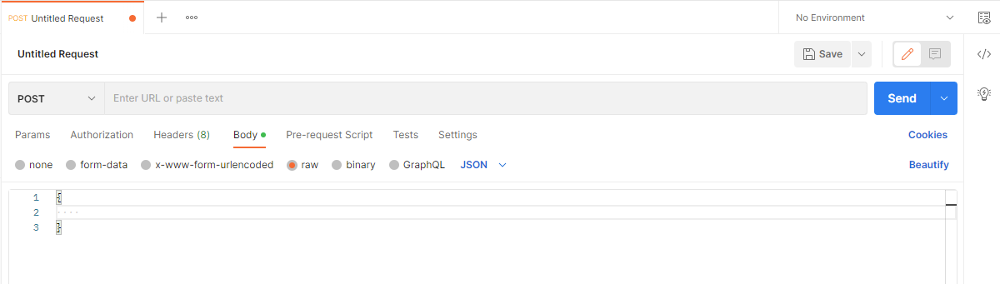 POST Untitled Request
No Environment
Untitled Request
Save
POST
Enter URL or paste text
Send
Params Authorization Headers (8) Body Pre-request Script Tests Settings Cookies
none form-data x-www-form-urlencoded raw binary GraphQL JSON Beautify
1 {
2 ····
3 }